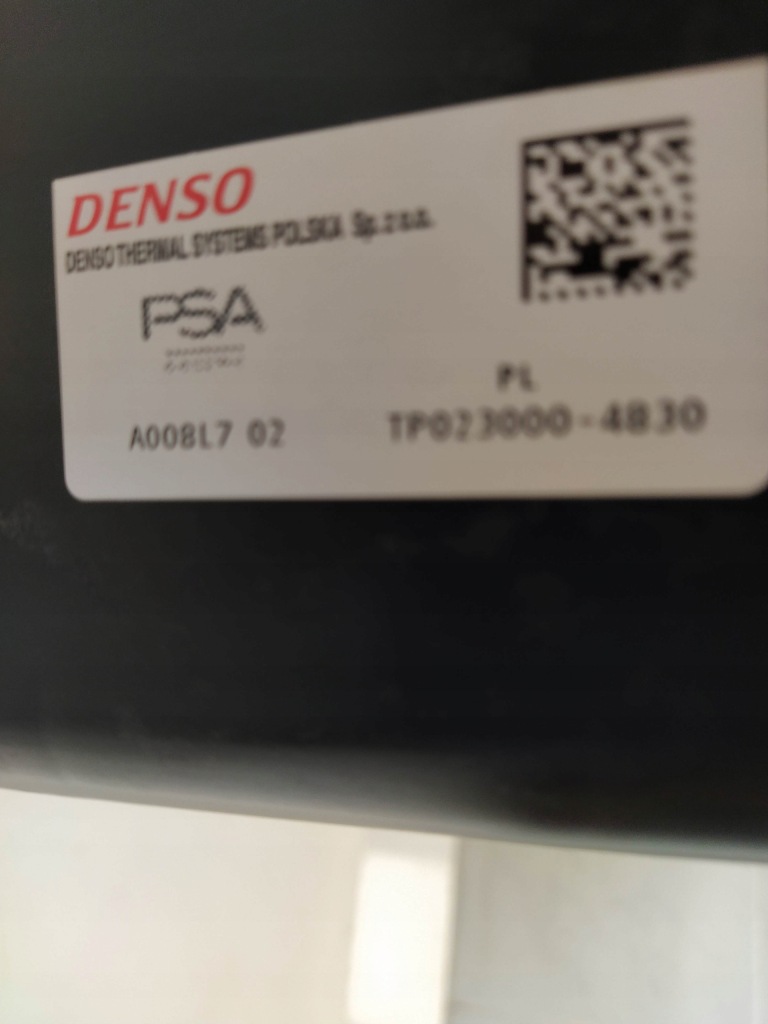 DENSO
DENSO THERMAL SYSTEMS POLSKA Sp.z o.o.
PSA
PL
A008L7 02
TP023000-4830